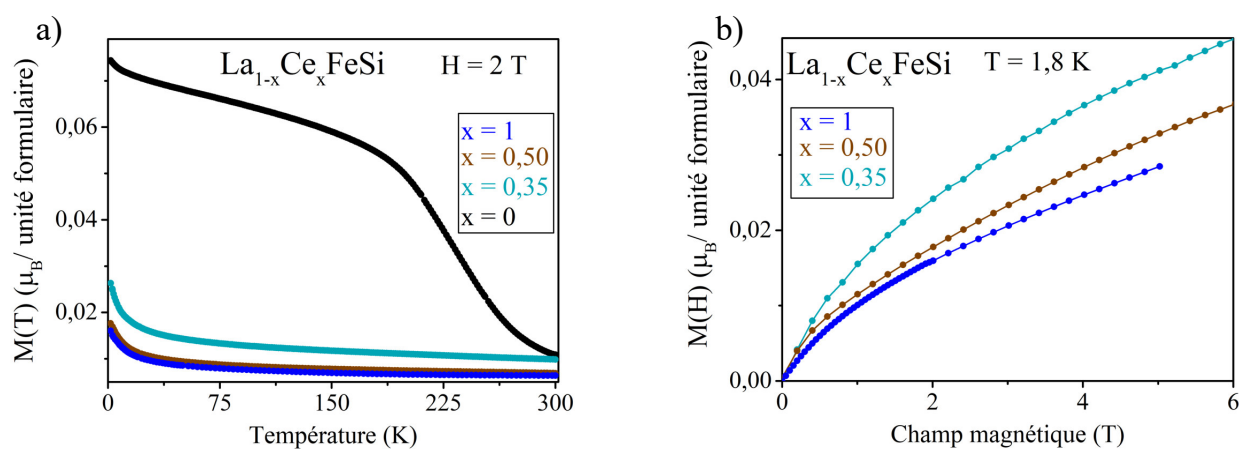 a)
La₁₋ₓCeₓFeSi H = 2 T
x = 1
x = 0,50
x = 0,35
x = 0
M(T) (μ_B/ unité formulaire)
0,06
0,04
0,02
0 75 150 225 300
Température (K)
b)
La₁₋ₓCeₓFeSi T = 1,8 K
x = 1
x = 0,50
x = 0,35
M(H) (μ_B/ unité formulaire)
0,04
0,02
0,00
0 2 4 6
Champ magnétique (T)